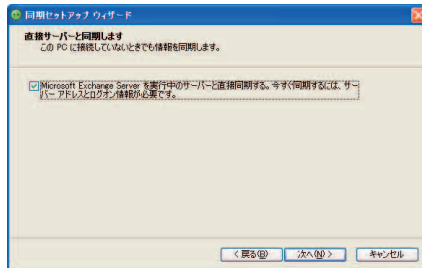 同期セットアップ ウィザード
直接サーバーと同期します
この PC に接続していないときでも情報を同期します。
Microsoft Exchange Server を実行中のサーバーと直接同期する。今すぐ同期するには、サー
バー アドレスとログオン情報が必要です。
< 戻る(B)
次へ(N) >
キャンセル